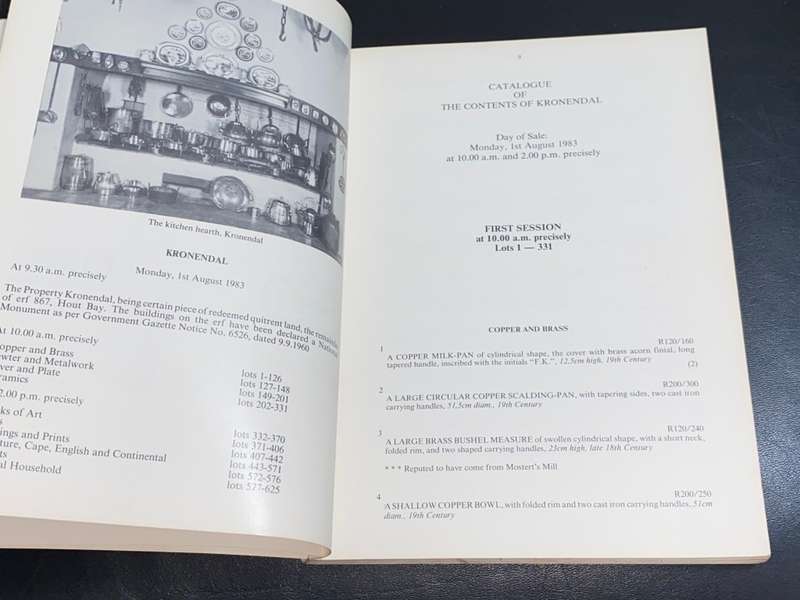 The kitchen hearth, Kronendal
KRONENDAL
At 9.30 a.m. precisely Monday, 1st August 1983
The Property Kronendal, being certain piece of redeemed quitrent land, the
of erf 867, Hout Bay. The buildings on the erf have been declared a National
Monument as per Government Gazette Notice No. 6526, dated 9.9.1960
At 10.00 a.m. precisely
opper and Brass lots 1-126
ewter and Metalwork lots 127-148
ver and Plate lots 149-201
ramics lots 202-331
2.00 p.m. precisely
ks of Art lots 332-370
s lots 371-406
ings and Prints lots 407-442
ture, Cape, English and Continental lots 443-571
ts lots 572-576
al Household lots 577-625
8
CATALOGUE
OF
THE CONTENTS OF KRONENDAL
Day of Sale:
Monday, 1st August 1983
at 10.00 a.m. and 2.00 p.m. precisely
FIRST SESSION
at 10.00 a.m. precisely
Lots 1 — 331
COPPER AND BRASS
1 R120/160
A COPPER MILK-PAN of cylindrical shape, the cover with brass acorn finial, long
tapered handle, inscribed with the initials "F.K.", 12,5cm high, 19th Century
(2)
2 R200/300
A LARGE CIRCULAR COPPER SCALDING-PAN, with tapering sides, two cast iron
carrying handles, 51,5cm diam., 19th Century
3 R120/240
A LARGE BRASS BUSHEL MEASURE of swollen cylindrical shape, with a short neck,
folded rim, and two shaped carrying handles, 23cm high, late 18th Century
* * * Reputed to have come from Mostert's Mill
4 R200/250
A SHALLOW COPPER BOWL, with folded rim and two cast iron carrying handles, 51cm
diam., 19th Century